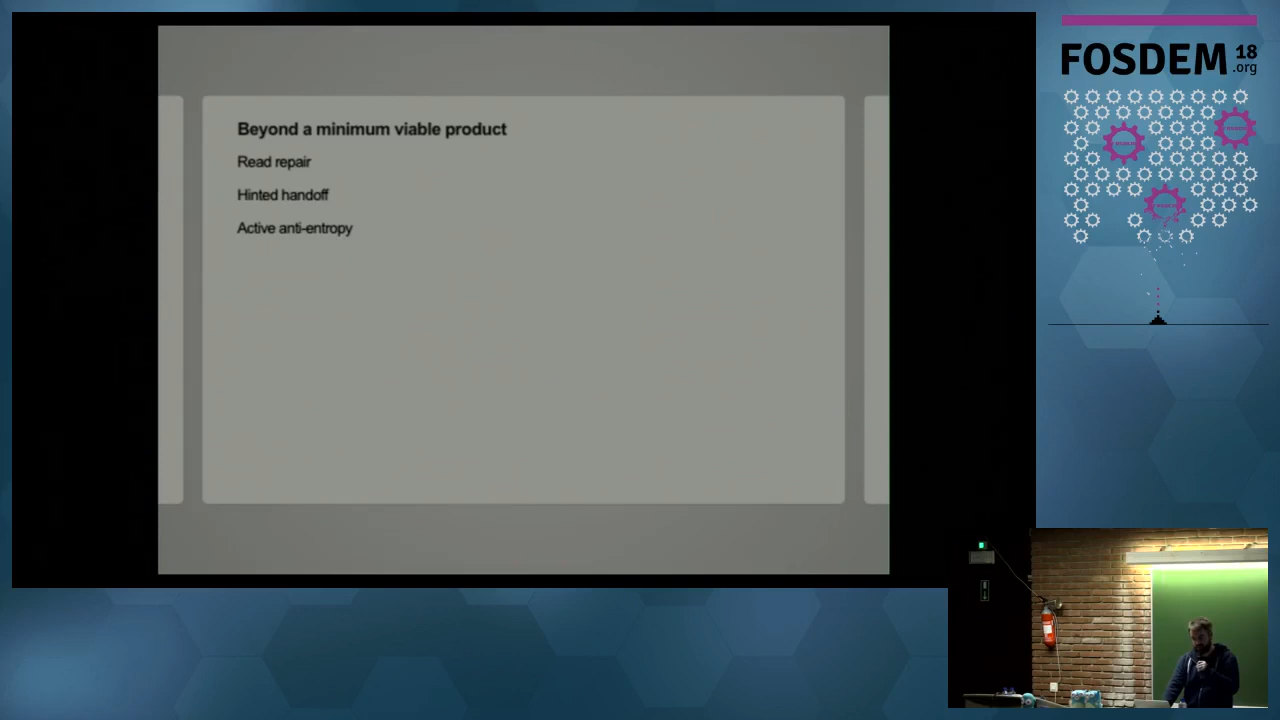 Beyond a minimum viable product
Read repair
Hinted handoff
Active anti-entropy
FOSDEM 18
.org